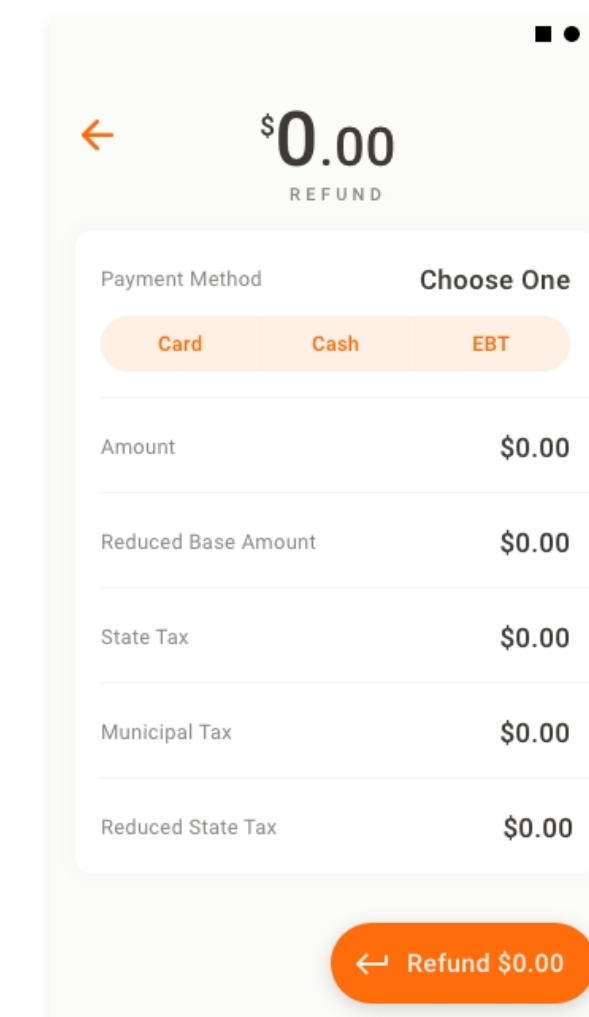 $0.00
REFUND
Payment Method Choose One
Card Cash EBT
Amount $0.00
Reduced Base Amount $0.00
State Tax $0.00
Municipal Tax $0.00
Reduced State Tax $0.00
Refund $0.00